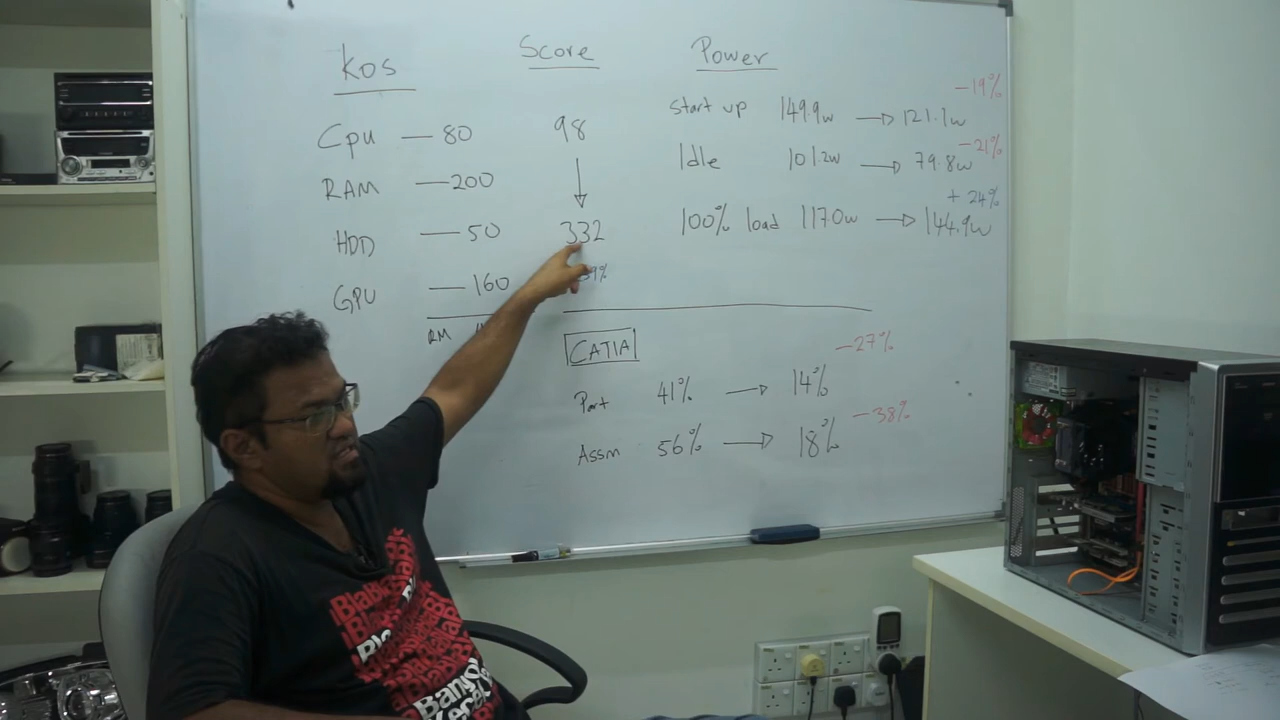 Kos
Cpu — 80
RAM — 200
HDD — 50
GPU — 160
RM
Score
98
332
Power
-19%
Start up 149.9w → 121.7w
-21%
Idle 101.2w → 79.8w
+ 24%
100% load 117.0w → 144.9w
CATIA
-27%
Part 41% → 14%
-38%
Assm 56% → 18%